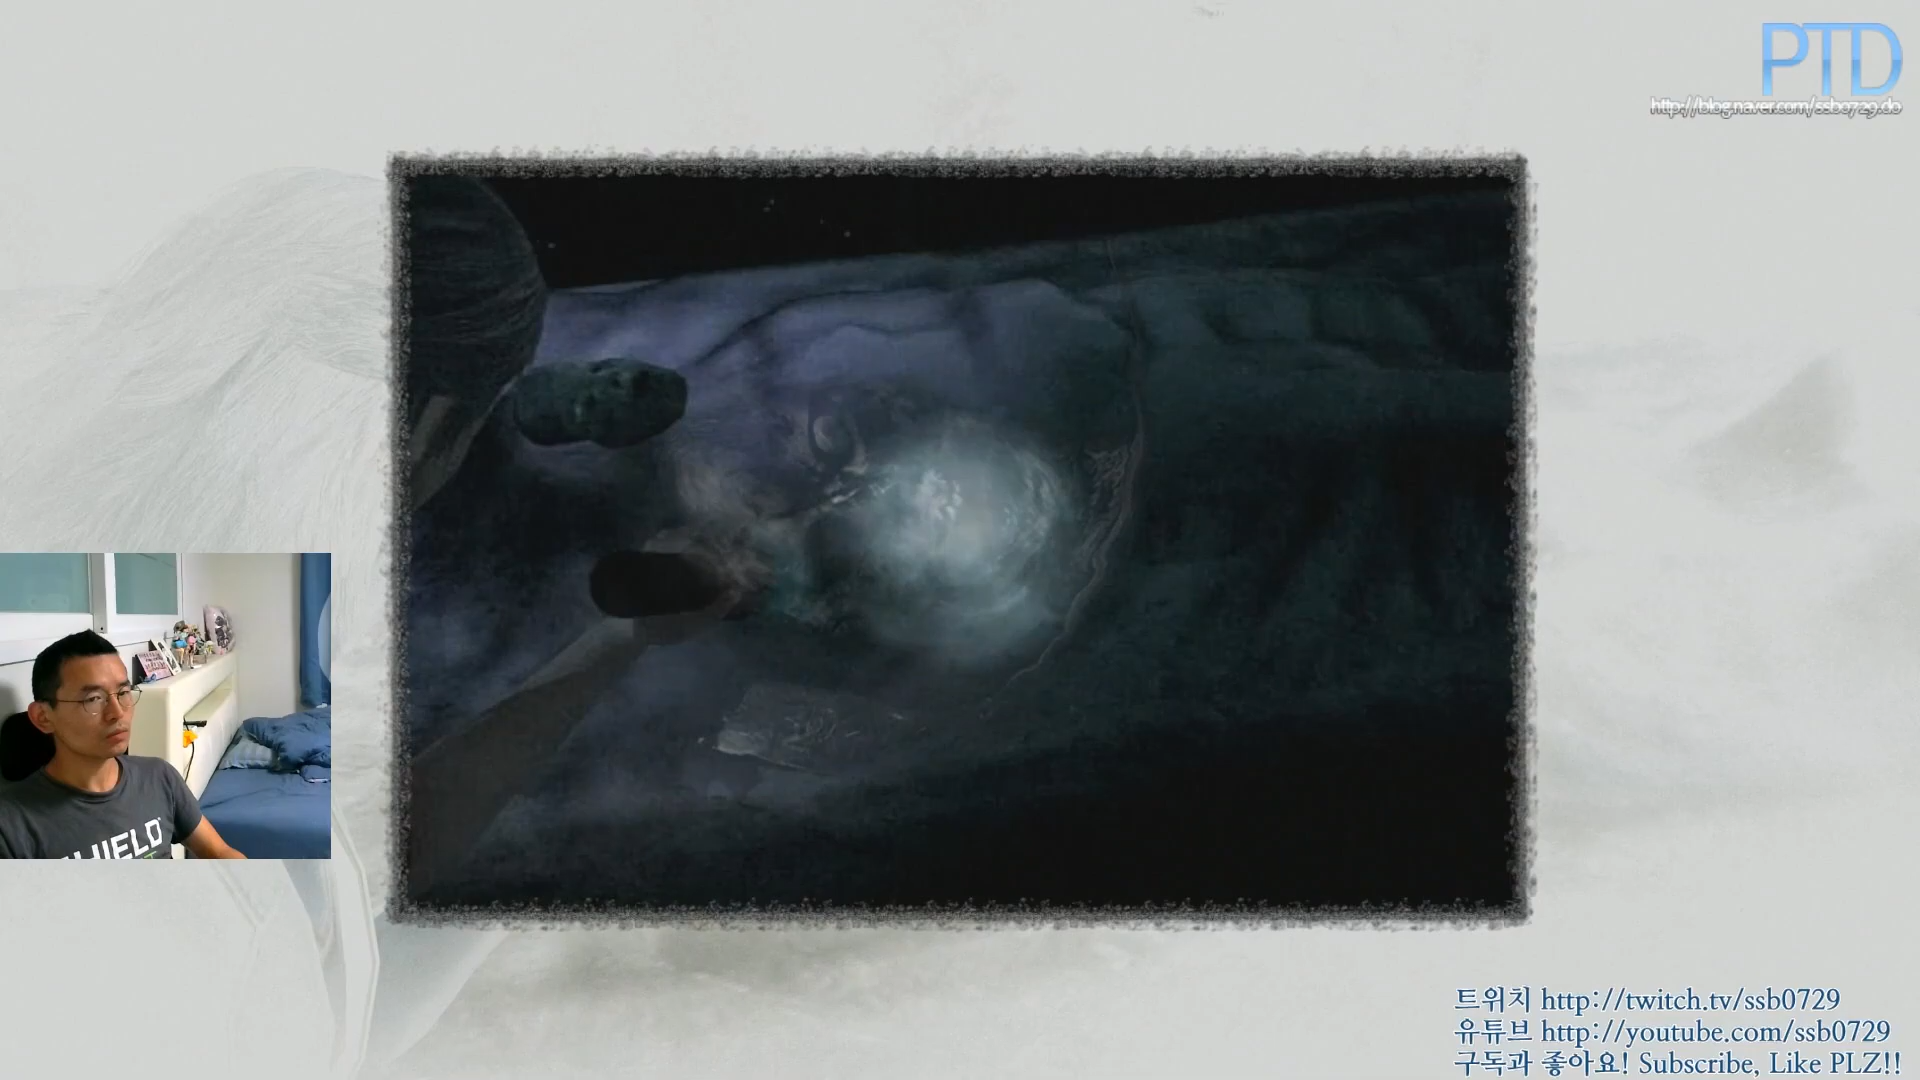 PTD
http://blog.naver.com/ssb0729.do
SHIELD
트위치 http://twitch.tv/ssb0729
유튜브 http://youtube.com/ssb0729
구독과 좋아요! Subscribe, Like PLZ!!